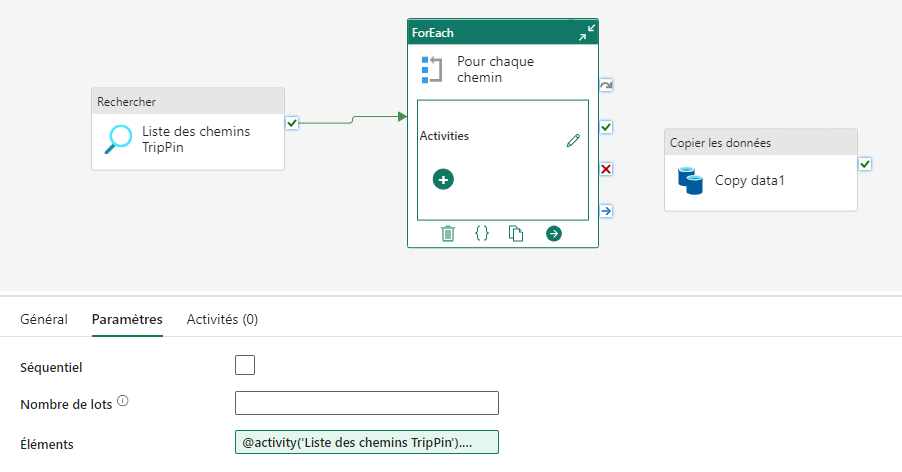 ForEach
Pour chaque
chemin
Rechercher
Liste des chemins
TripPin
Activities
Copier les données
Copy data1
Général
Paramètres
Activités (0)
Séquentiel
Nombre de lots
Éléments
@activity('Liste des chemins TripPin')....